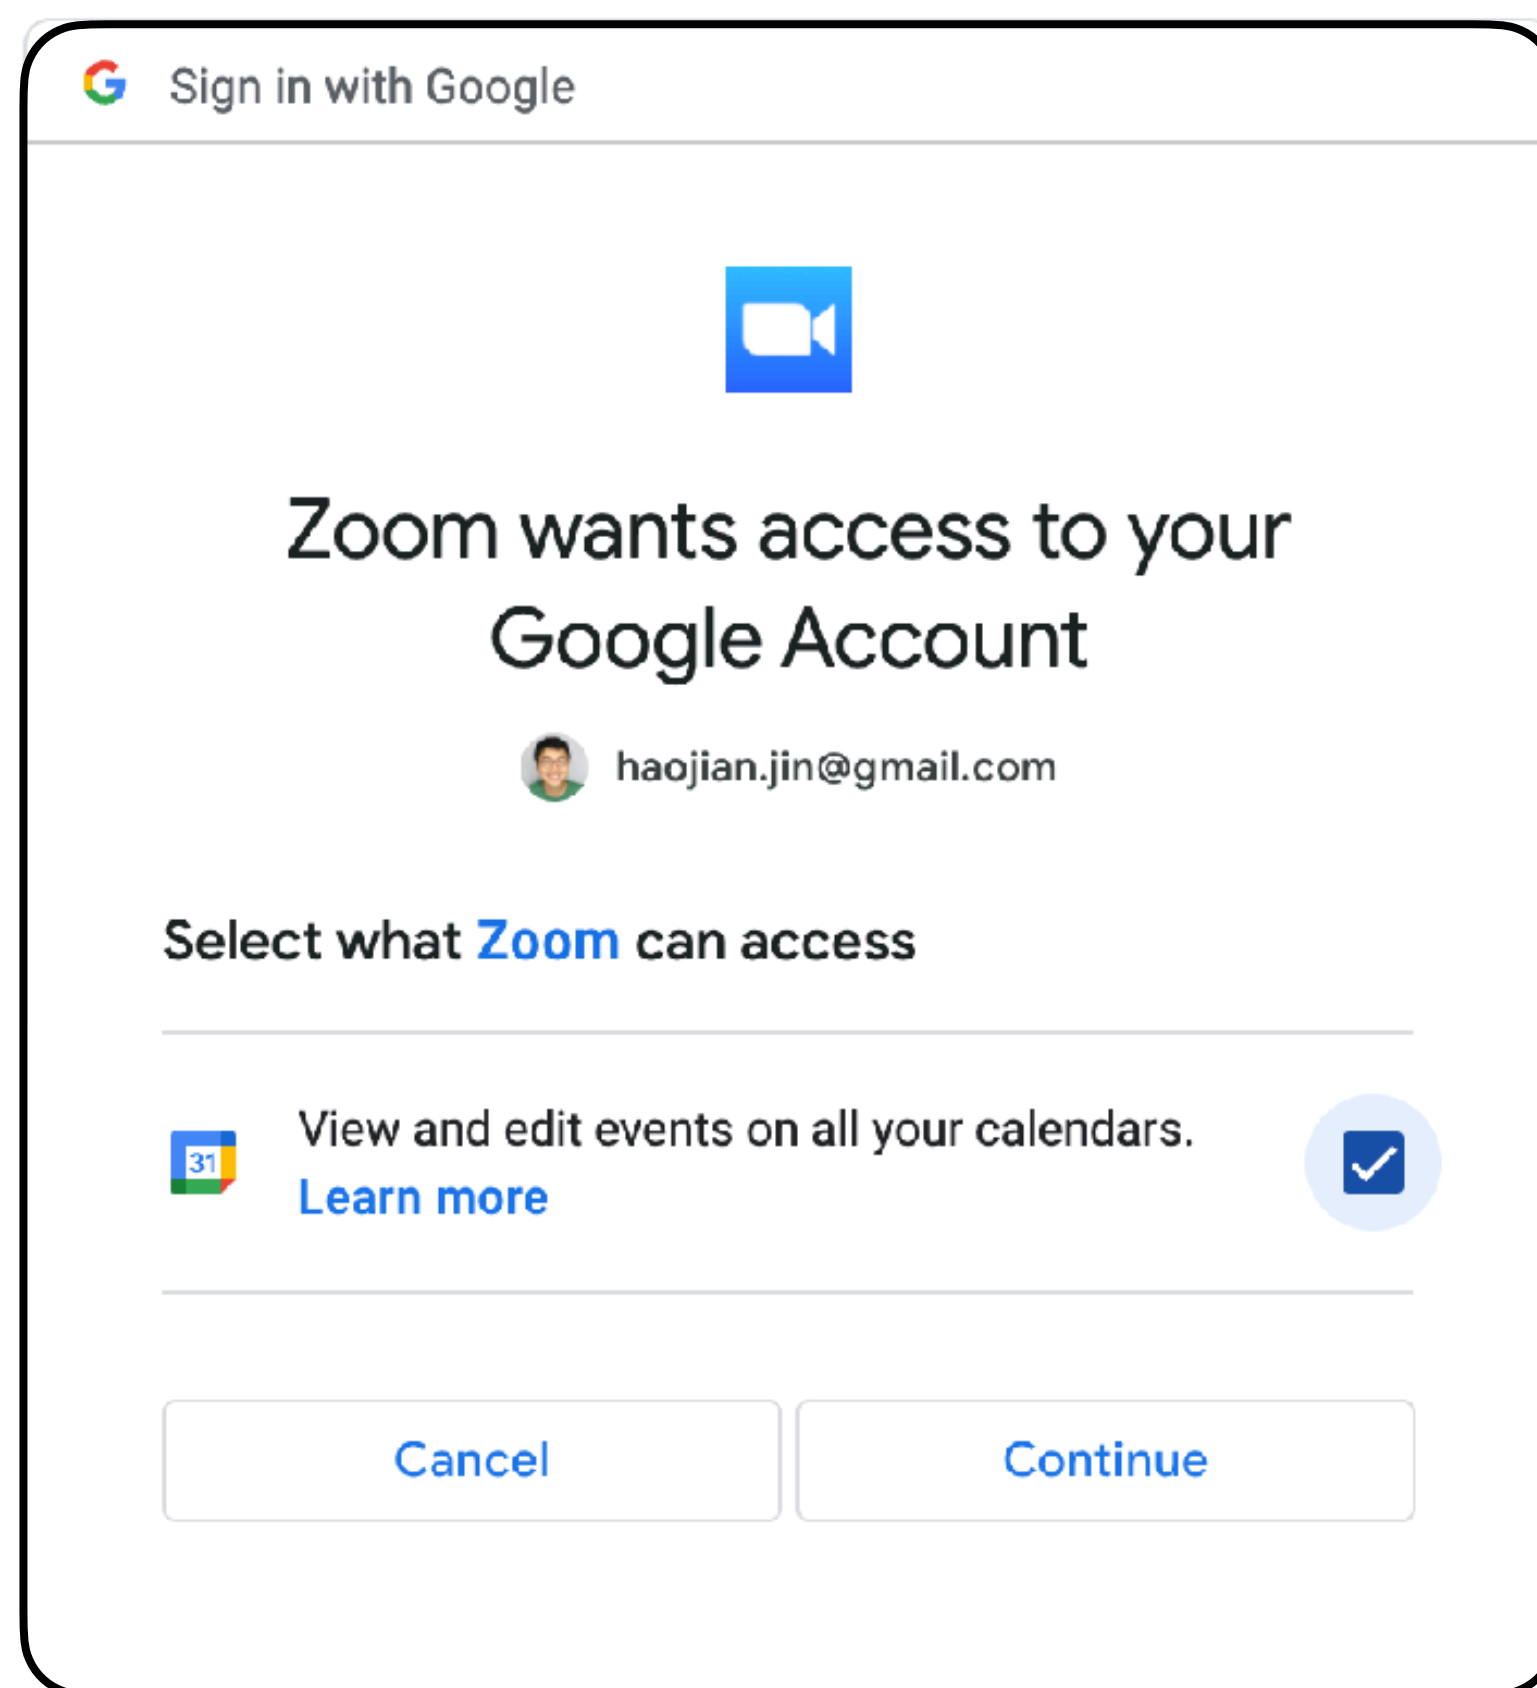 Sign in with Google
Zoom wants access to your
Google Account
haojian.jin@gmail.com
Select what Zoom can access
31
View and edit events on all your calendars.
Learn more
Cancel
Continue